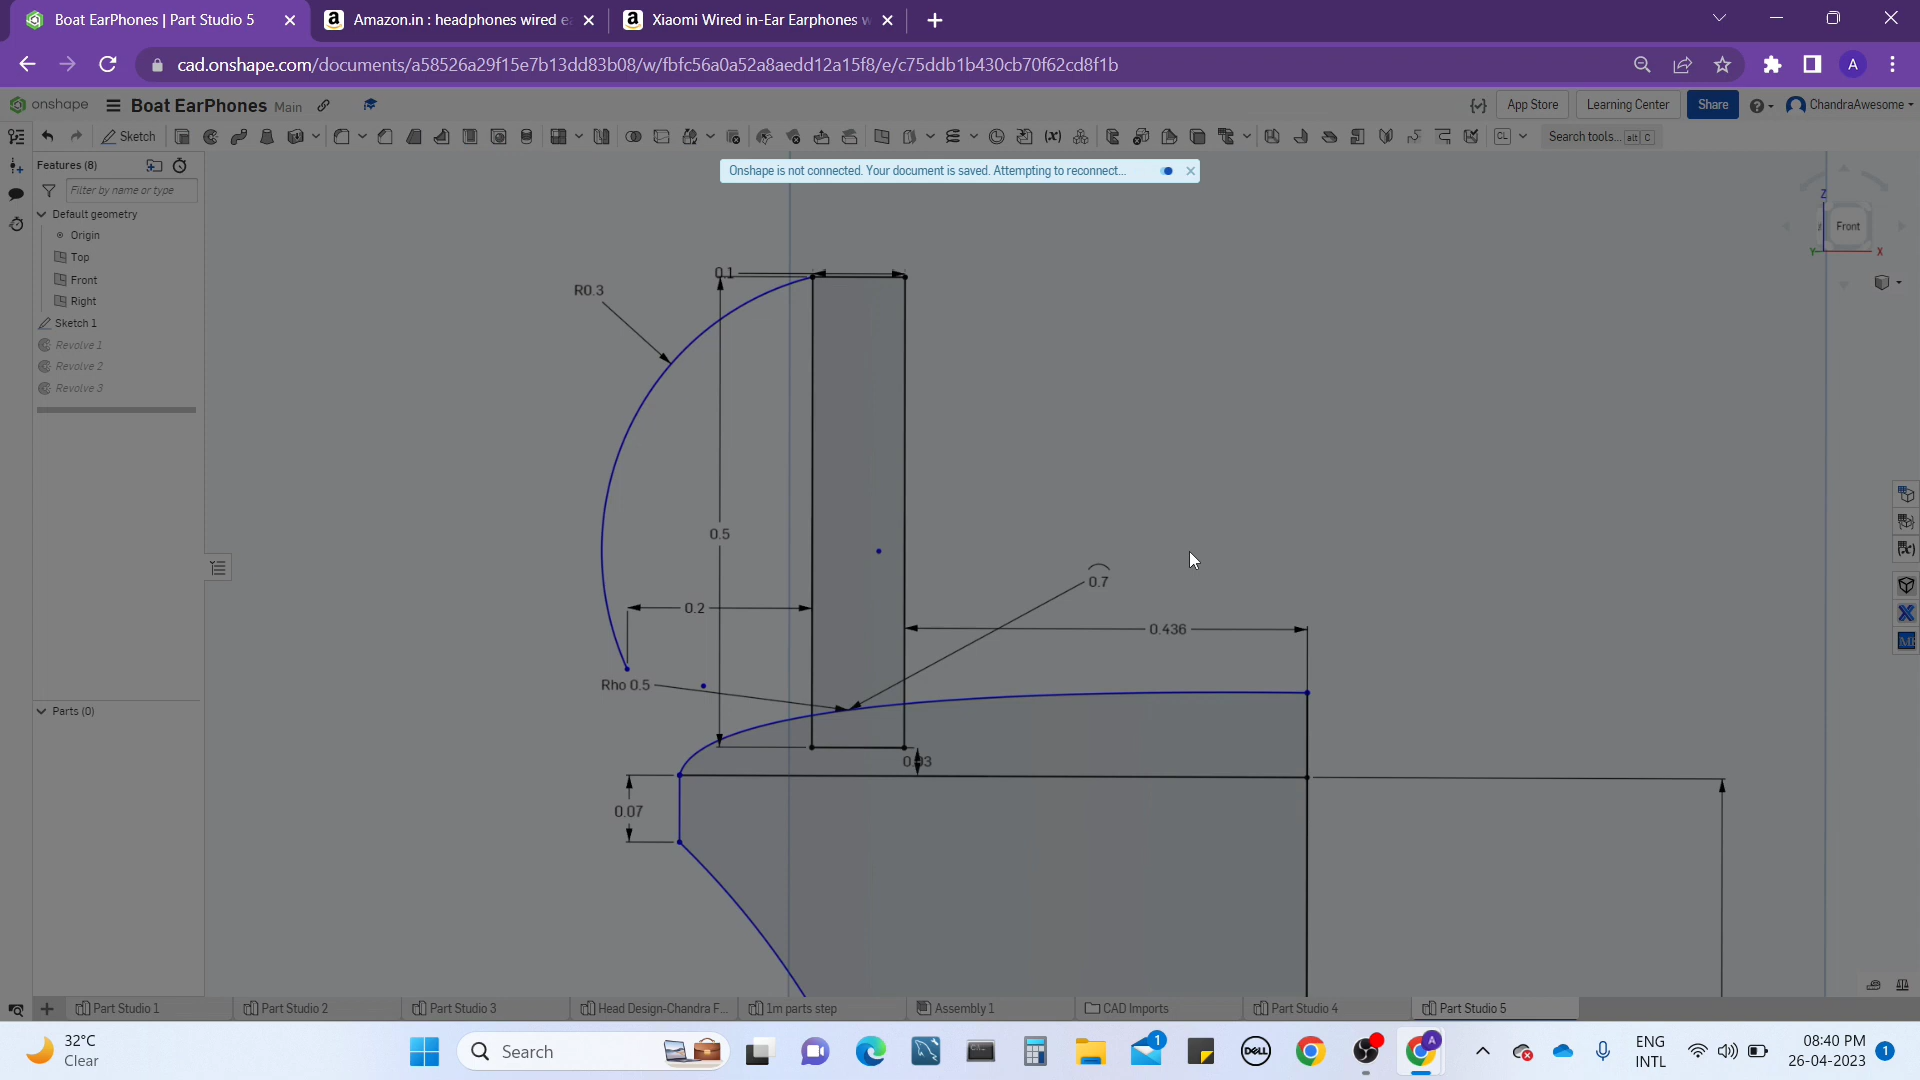 Boat EarPhones | Part Studio 5
Amazon.in : headphones wired e
Xiaomi Wired in-Ear Earphones w
cad.onshape.com/documents/a58526a29f15e7b13dd83b08/w/fbfc56a0a52a8aedd12a15f8/e/c75ddb1b430cb70f62cd8f1b
A
onshape
Boat EarPhones Main
App Store
Learning Center
Share
ChandraAwesome
Sketch
CL
Search tools... alt C
Features (8)
Onshape is not connected. Your document is saved. Attempting to reconnect...
Filter by name or type
Default geometry
Origin
Top
Front
Right
Sketch 1
Revolve 1
Revolve 2
Revolve 3
Parts (0)
Z
Front
Y
X
0.1
R0.3
0.5
0.7
0.2
0.436
Rho 0.5
0.07
Part Studio 1
Part Studio 2
Part Studio 3
Head Design-Chandra F...
1m parts step
Assembly 1
CAD Imports
Part Studio 4
Part Studio 5
32°C
Clear
Search
1
DELL
A
ENG
INTL
08:40 PM
26-04-2023
1